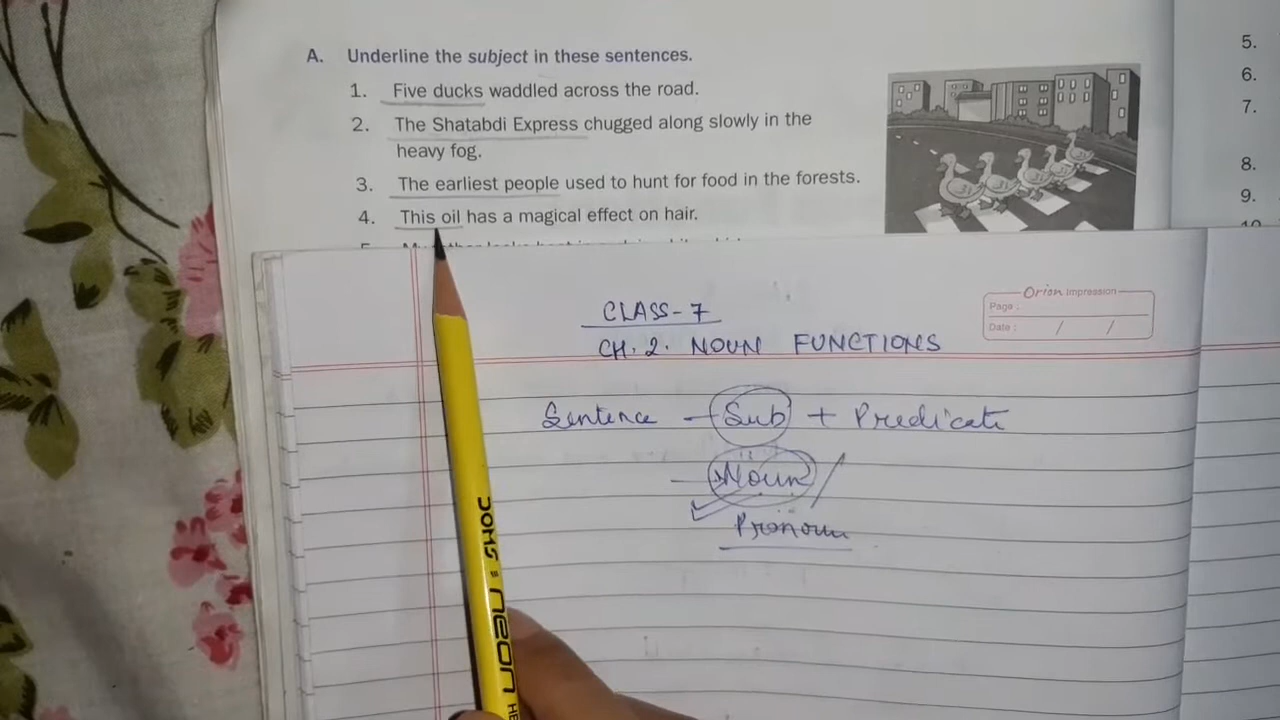 A. Underline the subject in these sentences.
1. Five ducks waddled across the road.
2. The Shatabdi Express chugged along slowly in the
heavy fog.
3. The earliest people used to hunt for food in the forests.
4. This oil has a magical effect on hair.
5.
6.
7.
8.
9.
Orion Impression
Page :
Date : / /
CLASS-7
CH. 2. NOUN FUNCTIONS
Sentence - Sub + Predicate
- Noun /
Pronoun
DOMS neon